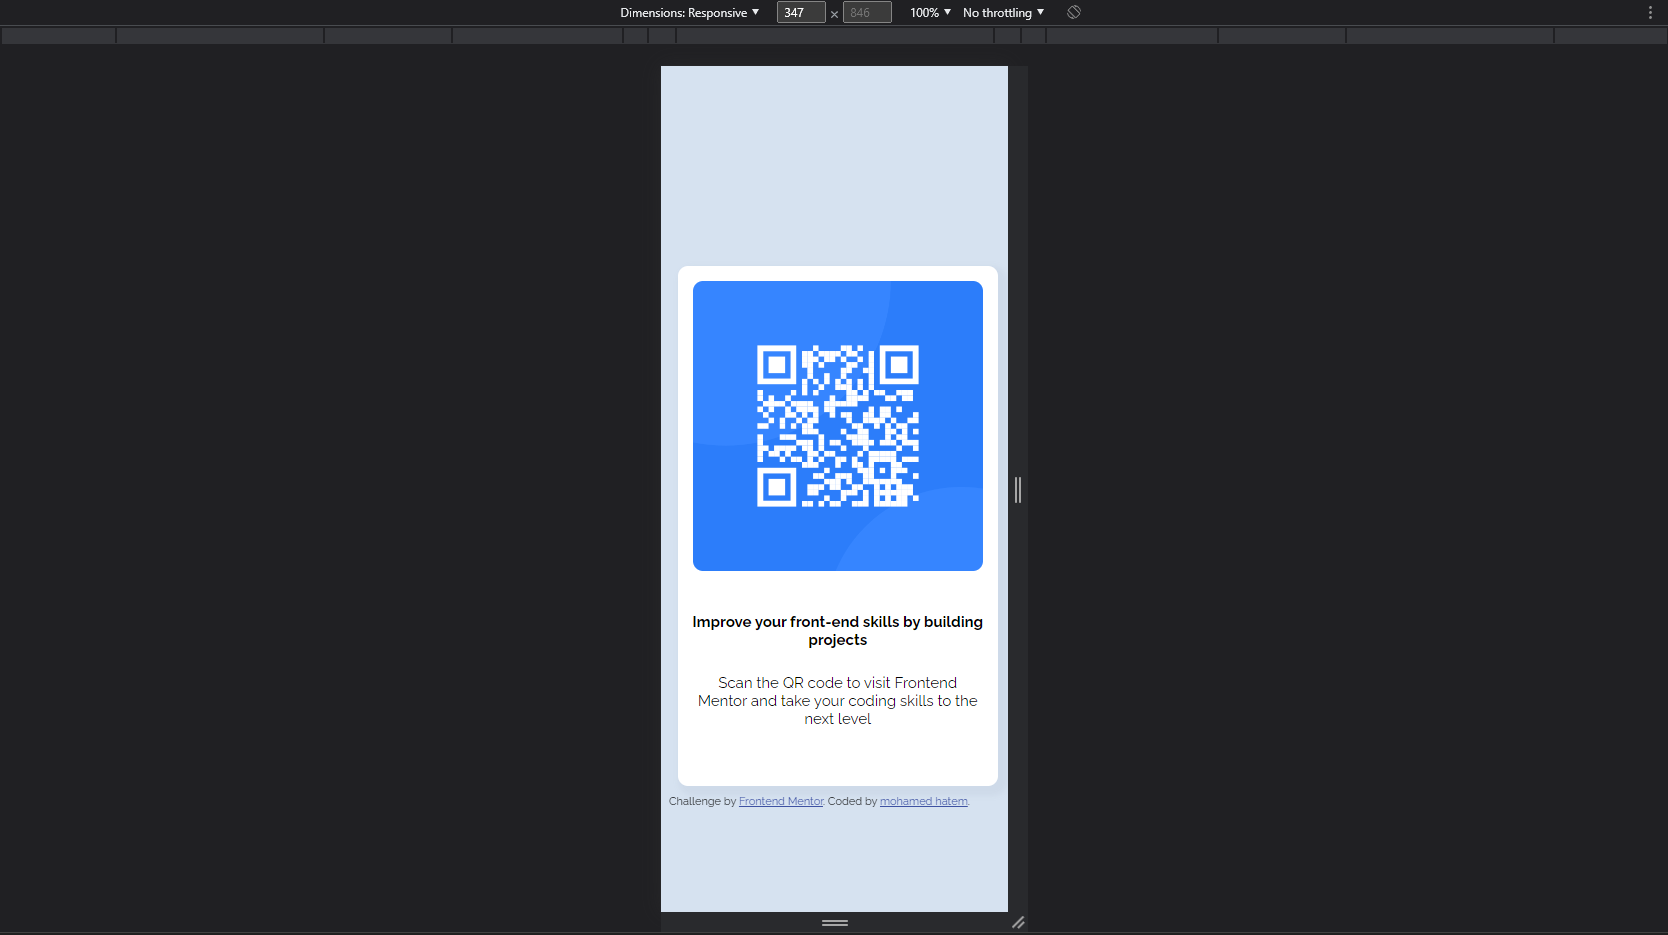 Dimensions: Responsive 347 × 846 100% No throttling
Improve your front-end skills by building
projects
Scan the QR code to visit Frontend
Mentor and take your coding skills to the
next level
Challenge by Frontend Mentor. Coded by mohamed hatem.